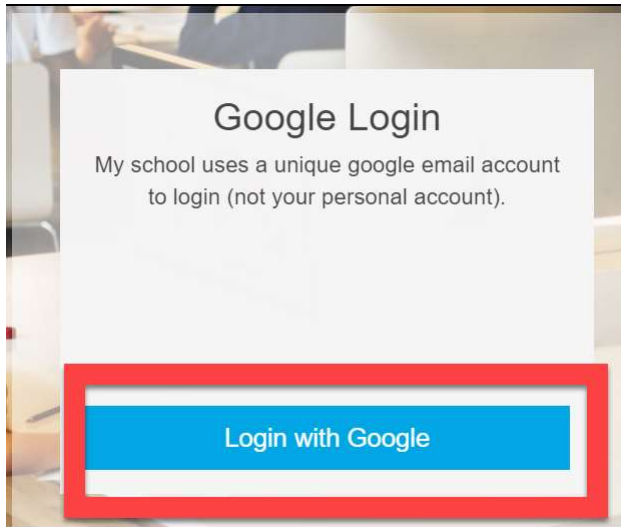 Google Login
My school uses a unique google email account
to login (not your personal account).
Login with Google